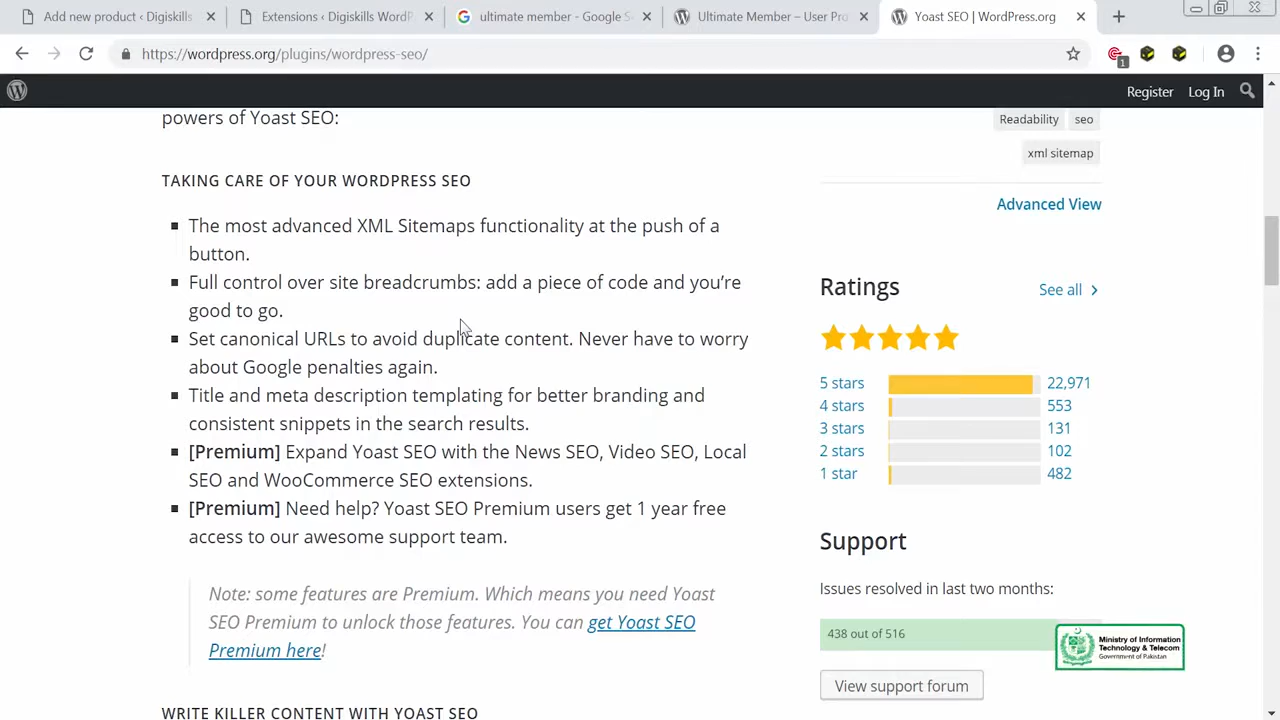 Add new product ‹ Digiskills
Extensions ‹ Digiskills WordP
ultimate member - Google S
Ultimate Member – User Pro
Yoast SEO | WordPress.org
https://wordpress.org/plugins/wordpress-seo/
1
Register
Log In
powers of Yoast SEO:
TAKING CARE OF YOUR WORDPRESS SEO
The most advanced XML Sitemaps functionality at the push of a
button.
Full control over site breadcrumbs: add a piece of code and you’re
good to go.
Set canonical URLs to avoid duplicate content. Never have to worry
about Google penalties again.
Title and meta description templating for better branding and
consistent snippets in the search results.
[Premium] Expand Yoast SEO with the News SEO, Video SEO, Local
SEO and WooCommerce SEO extensions.
[Premium] Need help? Yoast SEO Premium users get 1 year free
access to our awesome support team.
Note: some features are Premium. Which means you need Yoast
SEO Premium to unlock those features. You can get Yoast SEO
Premium here!
WRITE KILLER CONTENT WITH YOAST SEO
Readability seo
xml sitemap
Advanced View
Ratings
See all
5 stars 22,971
4 stars 553
3 stars 131
2 stars 102
1 star 482
Support
Issues resolved in last two months:
438 out of 516
View support forum
Ministry of Information
Technology & Telecom
Government of Pakistan